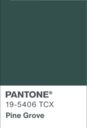 PANTONE®
19-5406 TCX
Pine Grove